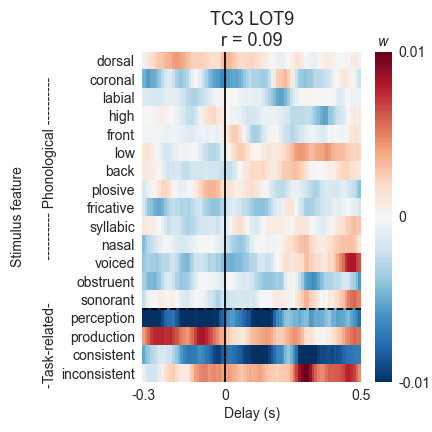 TC3 LOT9
r = 0.09
w
Stimulus feature
---------- Phonological ----------
-Task-related-
dorsal
coronal
labial
high
front
low
back
plosive
fricative
syllabic
nasal
voiced
obstruent
sonorant
perception
production
consistent
inconsistent
0.01
0
-0.01
-0.3
0
0.5
Delay (s)